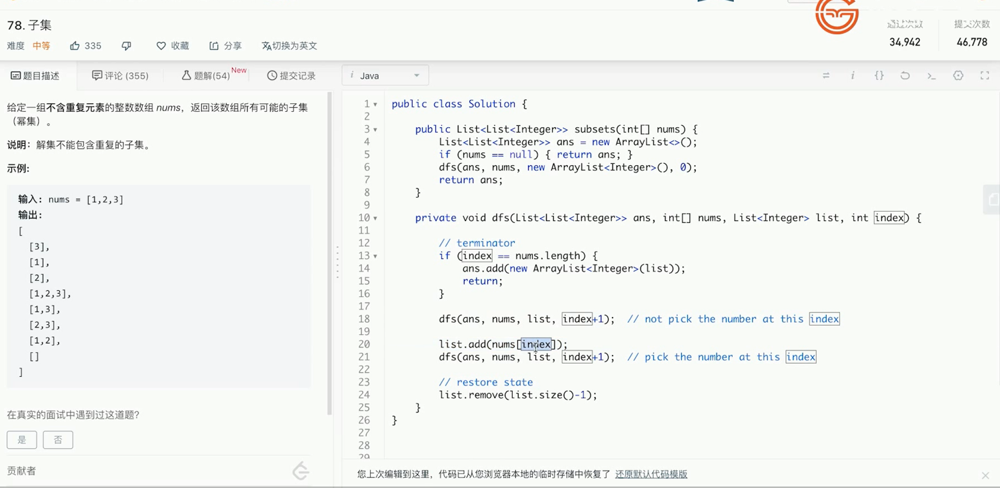 78. 子集
难度 中等 335 收藏 分享 切换为英文
通过次数 提交次数
34,942 46,778
题目描述 评论 (355) 题解(54) New 提交记录
给定一组不含重复元素的整数数组 nums，返回该数组所有可能的子集
（幂集）。
说明：解集不能包含重复的子集。
示例:
输入: nums = [1,2,3]
输出:
[
[3],
[1],
[2],
[1,2,3],
[1,3],
[2,3],
[1,2],
[]
]
在真实的面试中遇到过这道题?
是 否
贡献者
i Java
1 public class Solution {
2
3 public List<List<Integer>> subsets(int[] nums) {
4 List<List<Integer>> ans = new ArrayList<>();
5 if (nums == null) { return ans; }
6 dfs(ans, nums, new ArrayList<Integer>(), 0);
7 return ans;
8 }
9
10 private void dfs(List<List<Integer>> ans, int[] nums, List<Integer> list, int index) {
11
12 // terminator
13 if (index == nums.length) {
14 ans.add(new ArrayList<Integer>(list));
15 return;
16 }
17
18 dfs(ans, nums, list, index+1); // not pick the number at this index
19
20 list.add(nums[index]);
21 dfs(ans, nums, list, index+1); // pick the number at this index
22
23 // restore state
24 list.remove(list.size()-1);
25 }
26 }
27
28
29
您上次编辑到这里，代码已从您浏览器本地的临时存储中恢复了 还原默认代码模版